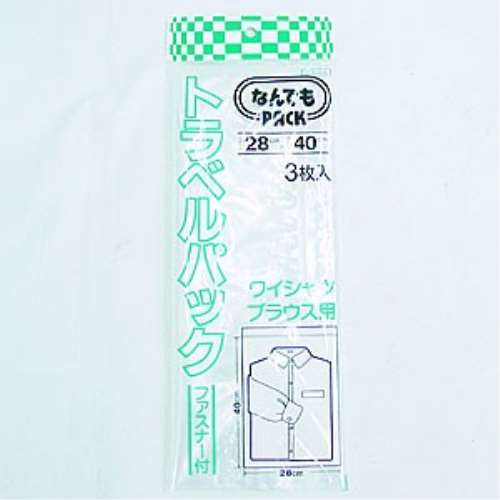 なんでも
PACK
28cm 40
3枚入
トラベルパック
ファスナー付
ワイシャツ
ブラウス用
40cm
28cm